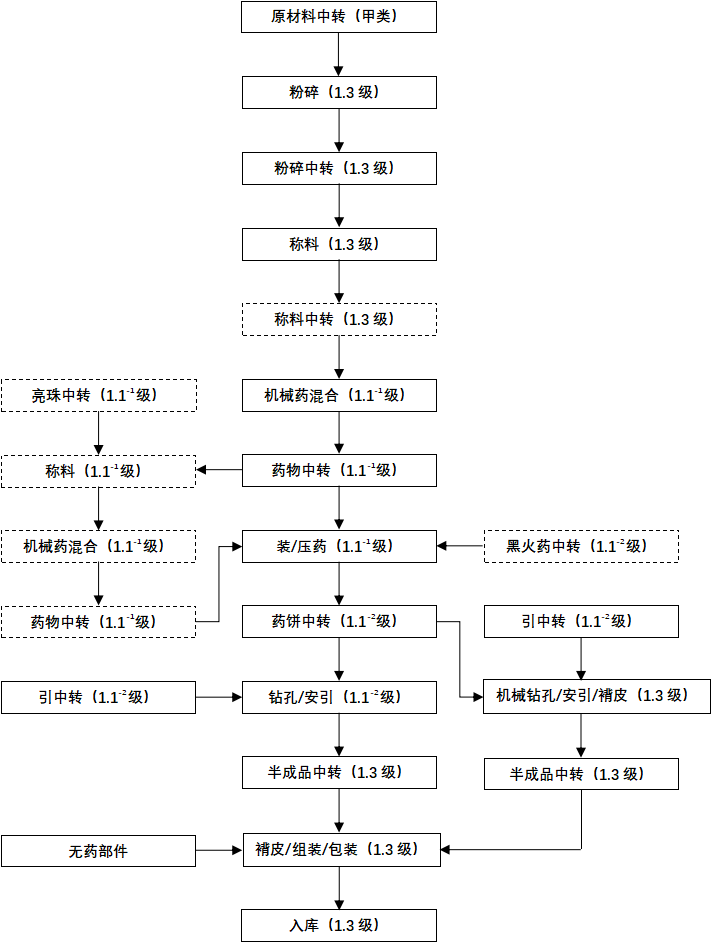 原材料中转（甲类）
粉碎（1.3 级）
粉碎中转（1.3 级）
称料（1.3 级）
称料中转（1.3 级）
亮珠中转（1.1⁻¹级）
机械药混合（1.1⁻¹级）
称料（1.1⁻¹级）
药物中转（1.1⁻¹级）
机械药混合（1.1⁻¹级）
装/压药（1.1⁻¹级）
黑火药中转（1.1⁻²级）
药物中转（1.1⁻¹级）
药饼中转（1.1⁻²级）
引中转（1.1⁻²级）
引中转（1.1⁻²级）
钻孔/安引（1.1⁻²级）
机械钻孔/安引/褙皮（1.3 级）
半成品中转（1.3 级）
半成品中转（1.3 级）
无药部件
褙皮/组装/包装（1.3 级）
入库（1.3 级）